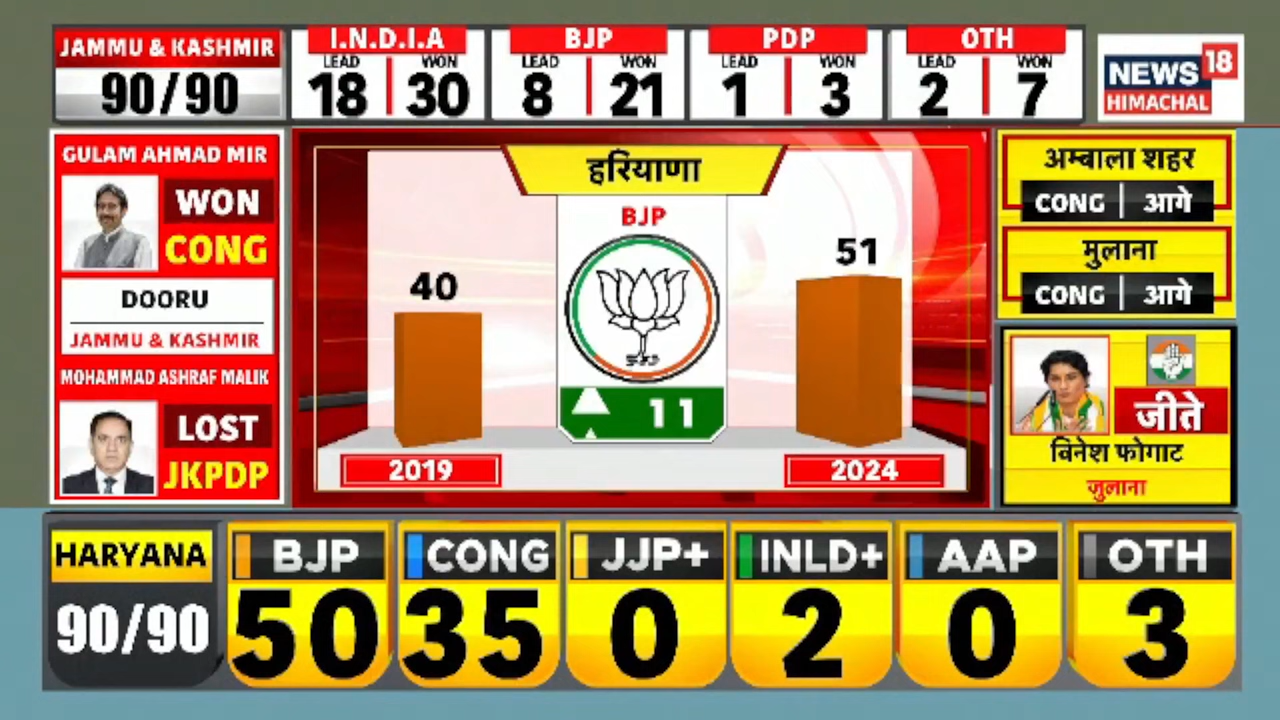 JAMMU & KASHMIR
90/90
I.N.D.I.A
LEAD WON
18 30
BJP
LEAD WON
8 21
PDP
LEAD WON
1 3
OTH
LEAD WON
2 7
NEWS 18
HIMACHAL
GULAM AHMAD MIR
WON
CONG
DOORU
JAMMU & KASHMIR
MOHAMMAD ASHRAF MALIK
LOST
JKPDP
हरियाणा
BJP
40
51
11
2019
2024
अम्बाला शहर
CONG आगे
मुलाना
CONG आगे
जीते
विनेश फोगाट
जुलाना
HARYANA
90/90
BJP
50
CONG
35
JJP+
0
INLD+
2
AAP
0
OTH
3